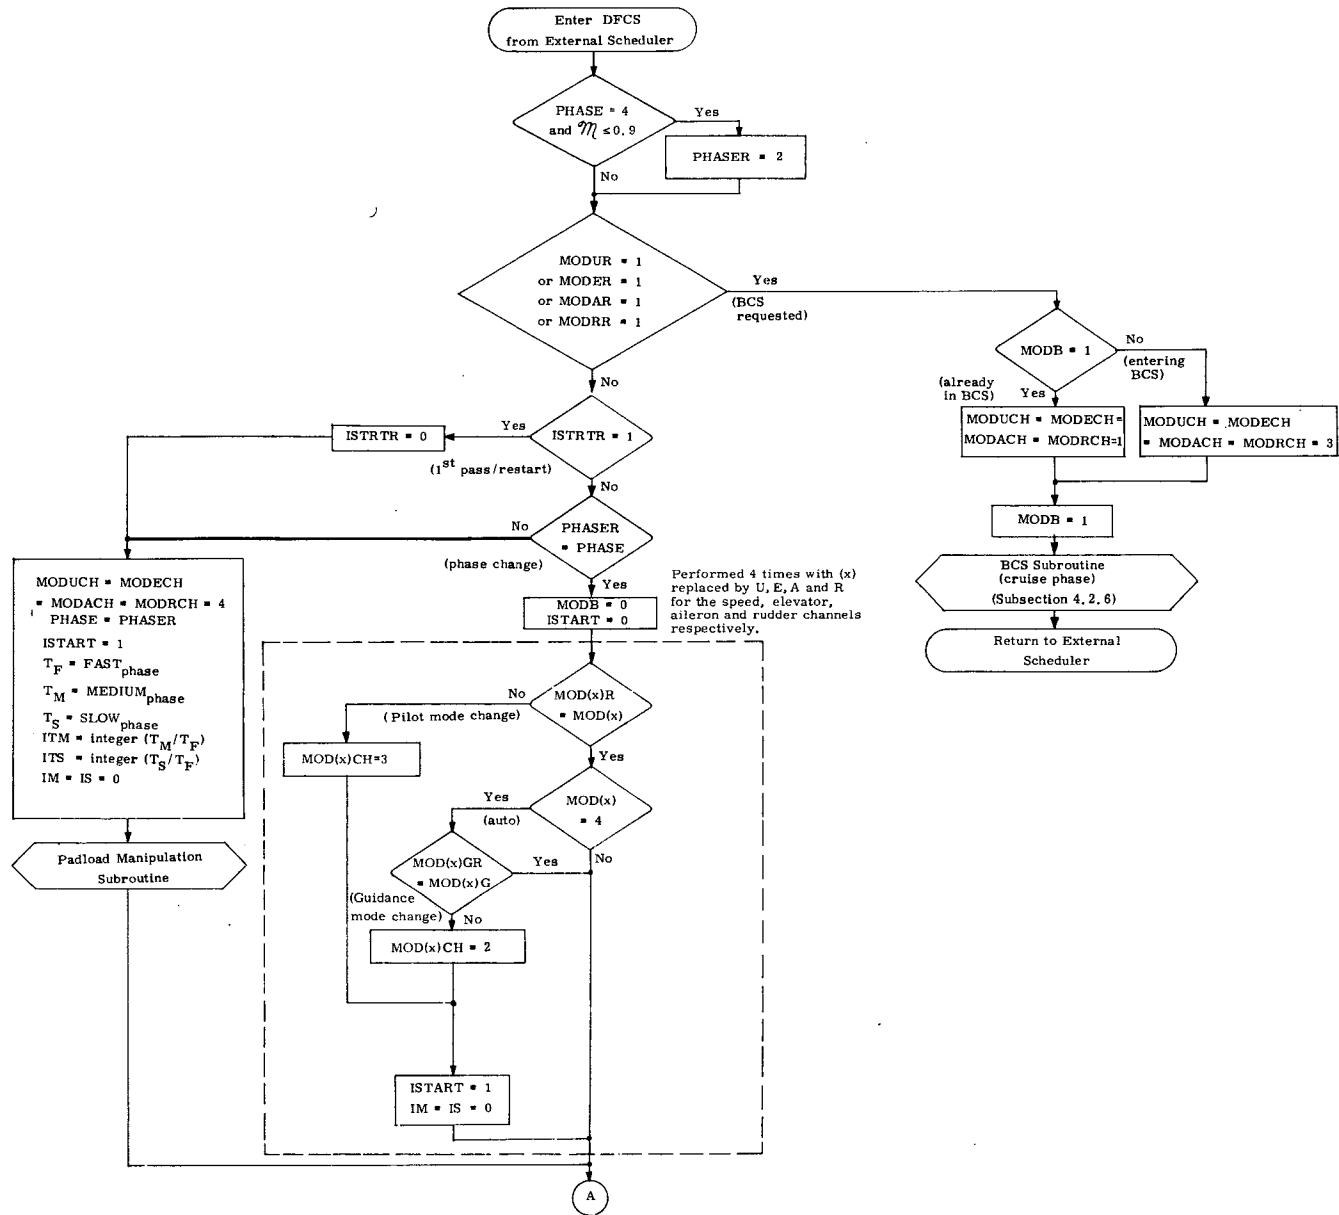 Enter DFCS
from External Scheduler
PHASE = 4
and M ≤ 0.9
Yes
PHASER = 2
No
MODUR = 1
or MODER = 1
or MODAR = 1
or MODRR = 1
Yes
(BCS
requested)
No
MODB = 1
No
(entering
BCS)
(already
in BCS)
Yes
MODUCH = MODECH =
MODACH = MODRCH=1
MODUCH = MODECH
= MODACH = MODRCH = 3
ISTRTR = 0
Yes
ISTRTR = 1
(1st pass/restart)
No
MODB = 1
No
PHASER
= PHASE
(phase change)
Yes
BCS Subroutine
(cruise phase)
(Subsection 4.2.6)
Return to External
Scheduler
MODB = 0
ISTART = 0
Performed 4 times with (x)
replaced by U, E, A and R
for the speed, elevator,
aileron and rudder channels
respectively.
MODUCH = MODECH
= MODACH = MODRCH = 4
PHASE = PHASER
ISTART = 1
TF = FASTphase
TM = MEDIUMphase
TS = SLOWphase
ITM = integer (TM/TF)
ITS = integer (TS/TF)
IM = IS = 0
Padload Manipulation
Subroutine
No
MOD(x)R
= MOD(x)
(Pilot mode change)
Yes
MOD(x)CH=3
Yes
(auto)
MOD(x)
= 4
No
MOD(x)GR
= MOD(x)G
Yes
(Guidance
mode change)
No
MOD(x)CH = 2
ISTART = 1
IM = IS = 0
A